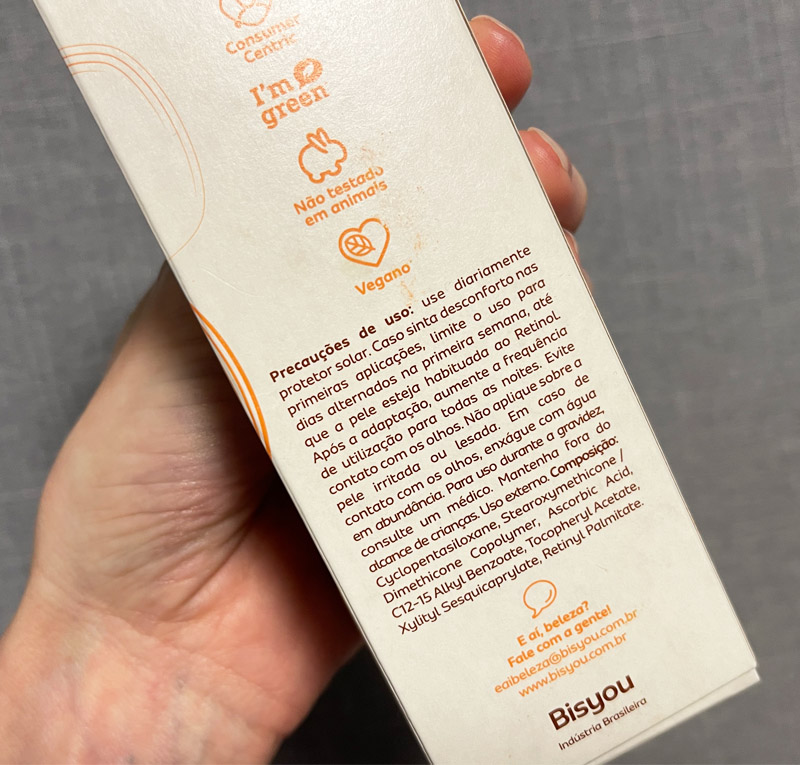 Consumer
Centric
I'm
green
Não testado
em animais
Vegano
Precauções de uso: use diariamente
protetor solar. Caso sinta desconforto nas
primeiras aplicações, limite o uso para
dias alternados na primeira semana, até
que a pele esteja habituada ao Retinol.
Após a adaptação, aumente a frequência
de utilização para todas as noites. Evite
contato com os olhos. Não aplique sobre a
pele irritada ou lesada. Em caso de
contato com os olhos, enxágue com água
em abundância. Para uso durante a gravidez,
consulte um médico. Mantenha fora do
alcance de crianças. Uso externo. Composição:
Cyclopentasiloxane, Stearoxymethicone /
Dimethicone Copolymer, Ascorbic Acid,
C12-15 Alkyl Benzoate, Tocopheryl Acetate,
Xylityl Sesquicaprylate, Retinyl Palmitate.
E aí, beleza?
Fale com a gente!
eaibeleza@bisyou.com.br
www.bisyou.com.br
Bisyou
Indústria Brasileira